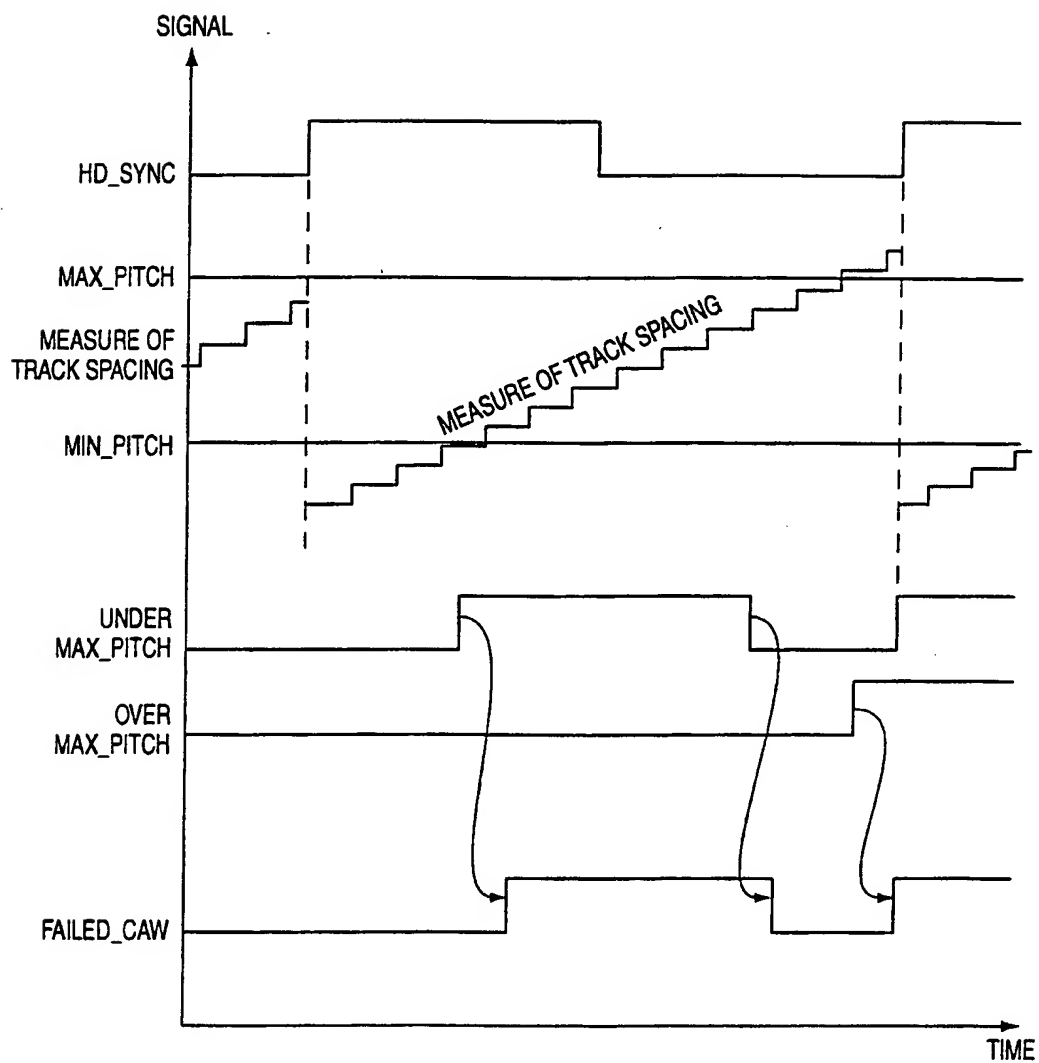 SIGNAL
HD_SYNC
MAX_PITCH
MEASURE OF
TRACK SPACING
MEASURE OF TRACK SPACING
MIN_PITCH
UNDER
MAX_PITCH
OVER
MAX_PITCH
FAILED_CAW
TIME